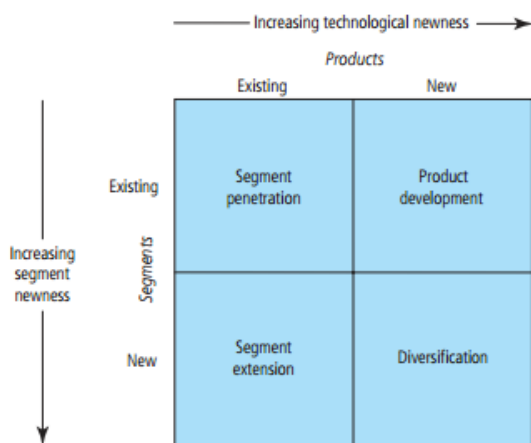 Increasing technological newness
Products
Existing New
Existing
Segment
penetration
Product
development
Increasing
segment
newness
Segments
New
Segment
extension
Diversification